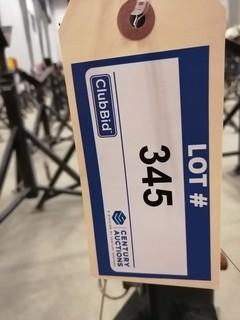 LOT #
345
ClubBid
CENTURY
AUCTIONS